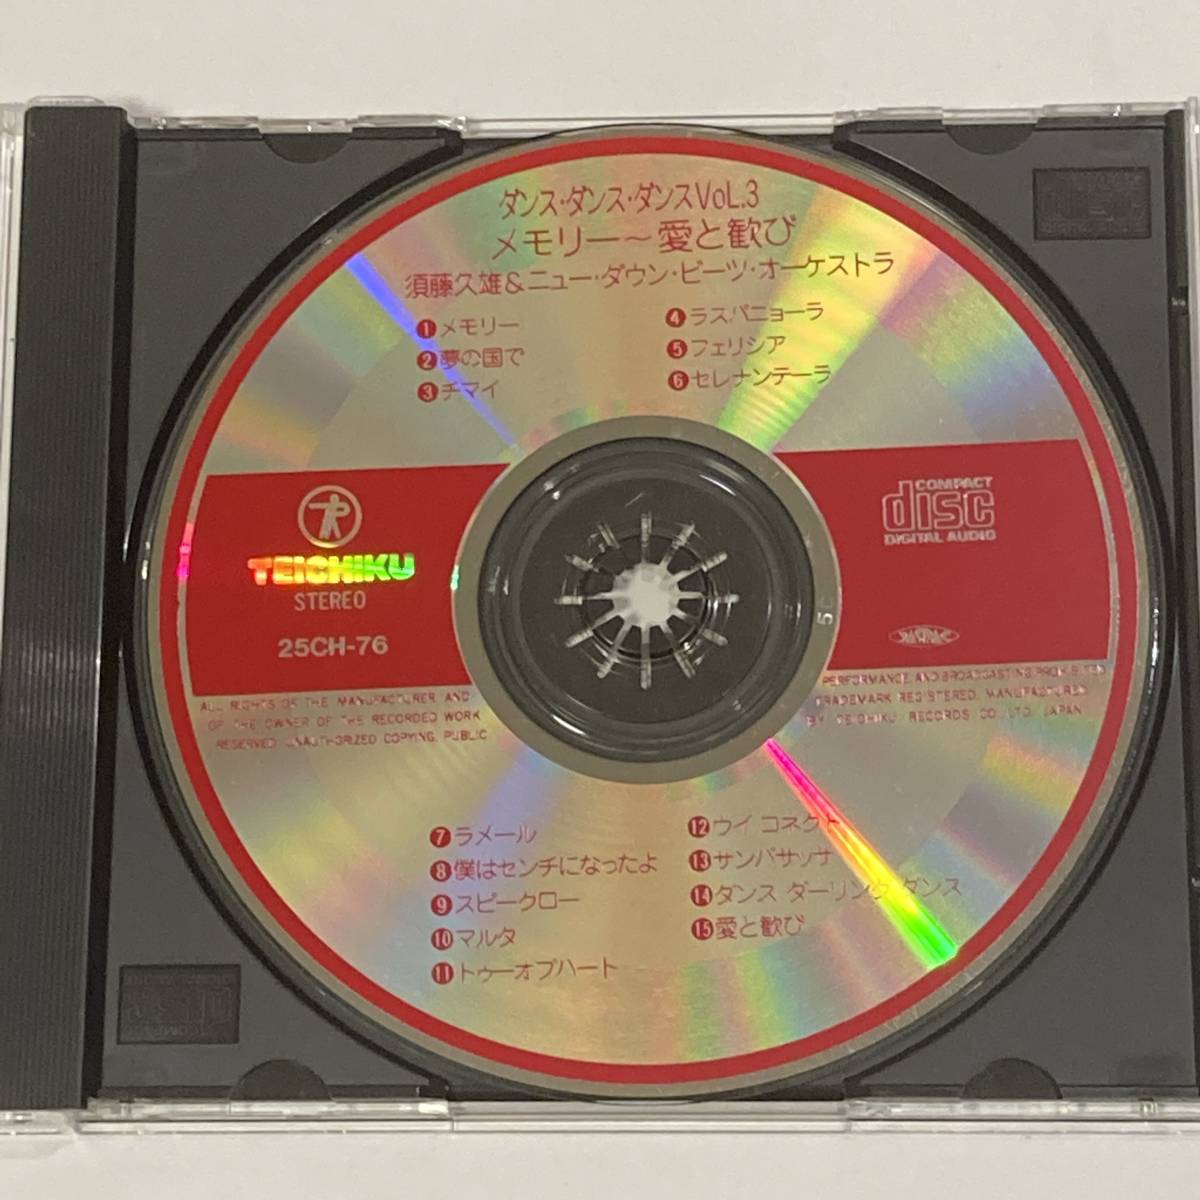 ダンス・ダンス・ダンスVOL.3
メモリー～愛と歓び
須藤久雄&ニュー・ダウン・ビーツ・オーケストラ
❶メモリー
❷夢の国で
❸チマイ
❹ラスパニョーラ
❺フェリシア
❻セレナンテーラ
TEICHIKU
STEREO
25CH-76
COMPACT
disc
DIGITAL AUDIO
5
ALL RIGHTS OF THE MANUFACTURER AND
OF THE OWNER OF THE RECORDED WORK
RESERVED UNAUTHORIZED COPYING, PUBLIC
PERFORMANCE AND BROADCASTING PROHIBITED
TRADEMARK REGISTERED. MANUFACTURED
BY TEICHIKU RECORDS CO., LTD. JAPAN
❼ラメール
❽僕はセンチになったよ
❾スピークロー
❿マルタ
⓫トゥーオブハート
⓬ウイ コネクト
⓭サンバサッサ
⓮ダンス ダーリング ダンス
⓯愛と歓び